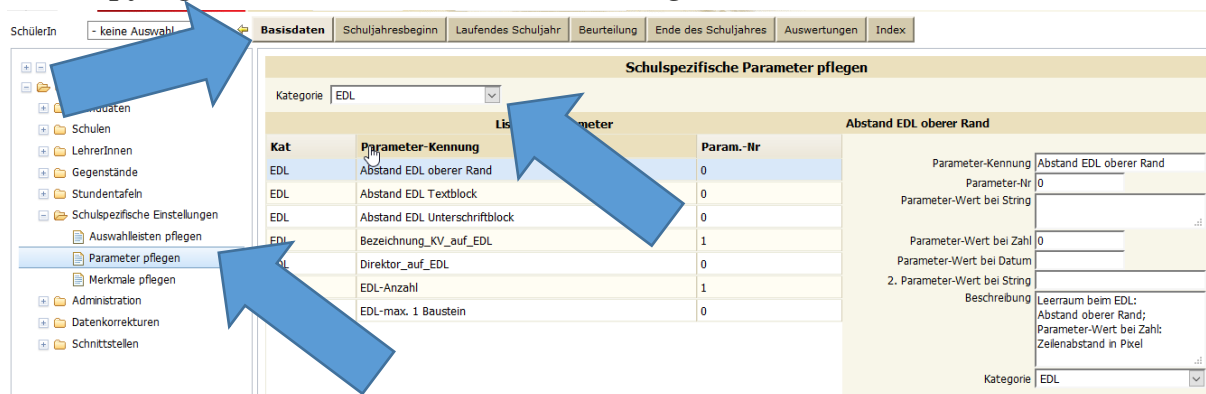 SchülerIn - keine Auswahl
Basisdaten Schuljahresbeginn Laufendes Schuljahr Beurteilung Ende des Schuljahres Auswertungen Index
Schulen
LehrerInnen
Gegenstände
Stundentafeln
Schulspezifische Einstellungen
Auswahlleisten pflegen
Parameter pflegen
Merkmale pflegen
Administration
Datenkorrekturen
Schnittstellen
Schulspezifische Parameter pflegen
Kategorie EDL
Kat Parameter-Kennung Param.-Nr
EDL Abstand EDL oberer Rand 0
EDL Abstand EDL Textblock 0
EDL Abstand EDL Unterschriftblock 0
EDL Bezeichnung_KV_auf_EDL 1
Direktor_auf_EDL 0
EDL-Anzahl 1
EDL-max. 1 Baustein 0
Abstand EDL oberer Rand
Parameter-Kennung Abstand EDL oberer Rand
Parameter-Nr 0
Parameter-Wert bei String
Parameter-Wert bei Zahl 0
Parameter-Wert bei Datum
2. Parameter-Wert bei String
Beschreibung Leerraum beim EDL:
Abstand oberer Rand;
Parameter-Wert bei Zahl:
Zeilenabstand in Pixel
Kategorie EDL